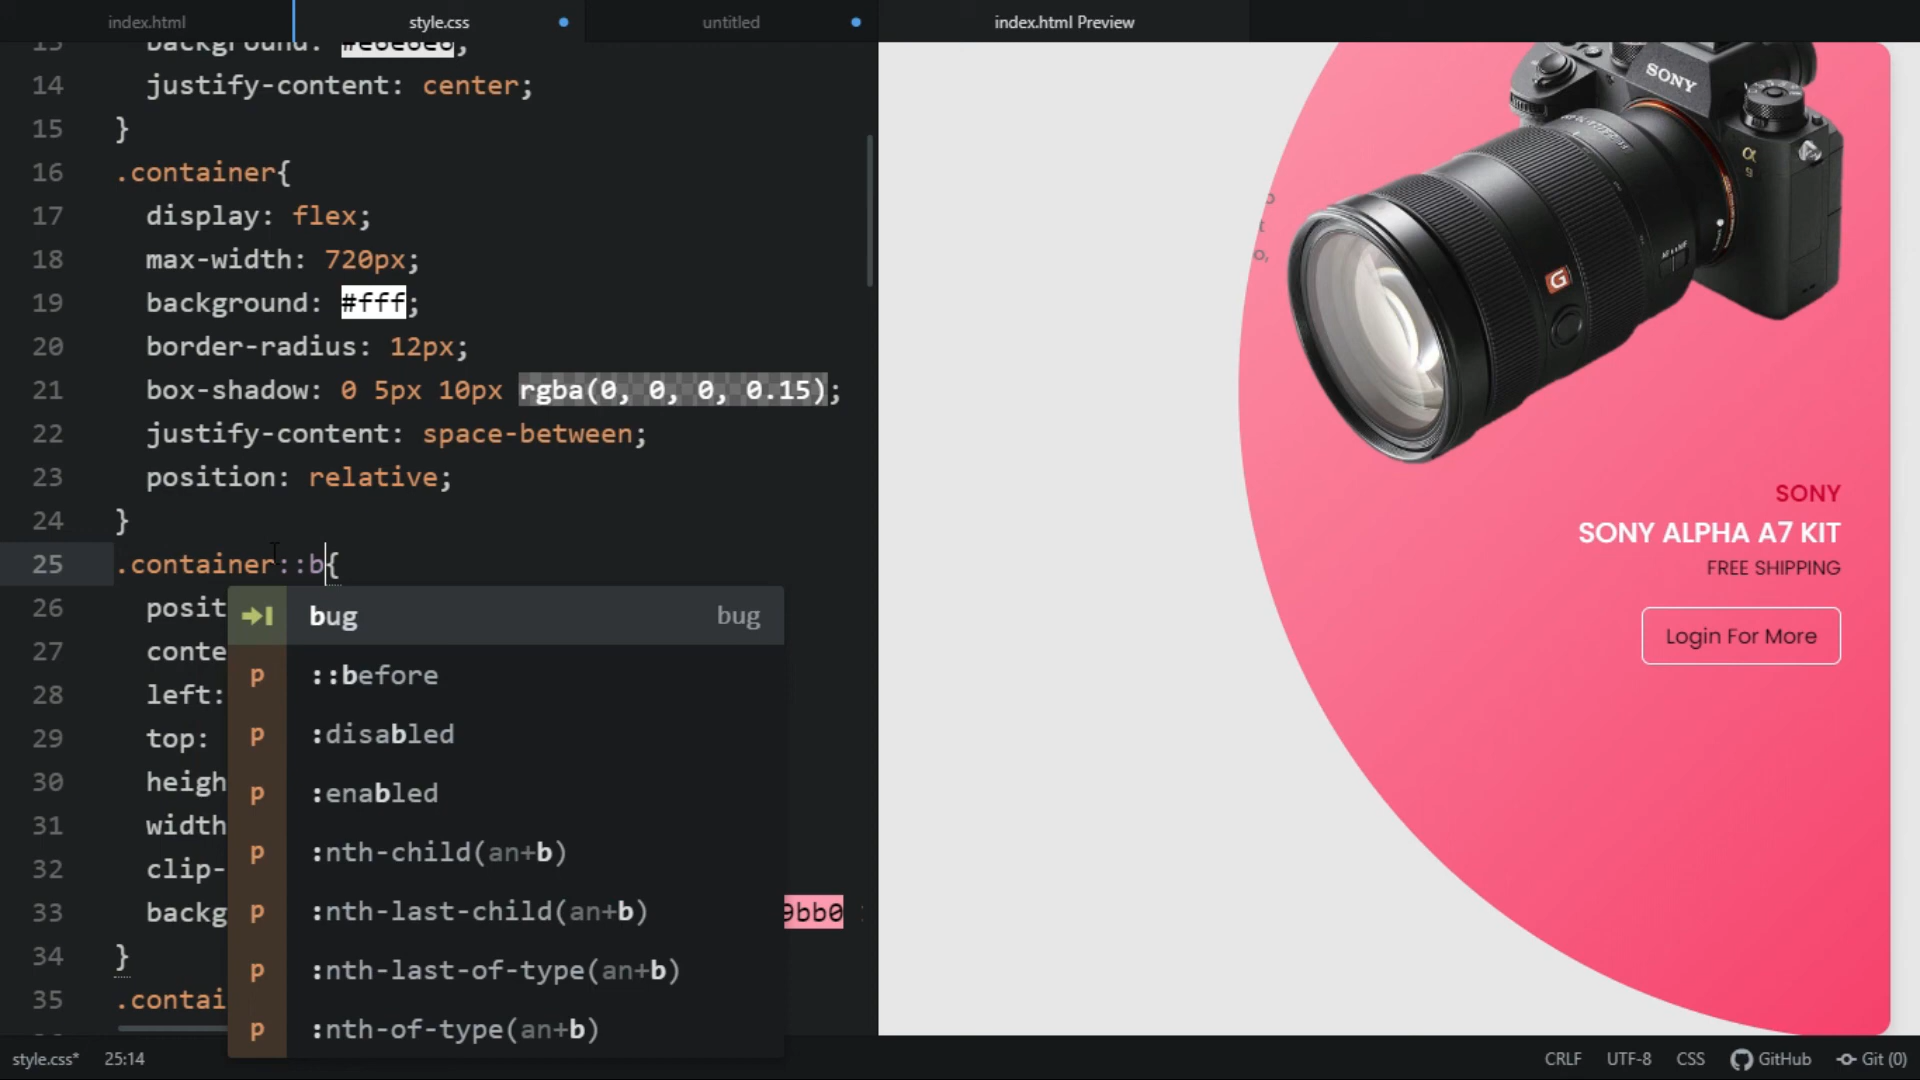 index.html
style.css
untitled
index.html Preview
13 background: #e6e6e6;
14 justify-content: center;
15 }
16 .container{
17 display: flex;
18 max-width: 720px;
19 background: #fff;
20 border-radius: 12px;
21 box-shadow: 0 5px 10px rgba(0, 0, 0, 0.15);
22 justify-content: space-between;
23 position: relative;
24 }
25 .container::b{
26 posit
27 conte
28 left:
29 top:
30 heigh
31 width
32 clip-
33 backg 9bb0
34 }
35 .contai
bug bug
p ::before
p :disabled
p :enabled
p :nth-child(an+b)
p :nth-last-child(an+b)
p :nth-last-of-type(an+b)
p :nth-of-type(an+b)
SONY
α
9
G
o
t
o,
SONY
SONY ALPHA A7 KIT
FREE SHIPPING
Login For More
style.css* 25:14
CRLF UTF-8 CSS GitHub Git (0)